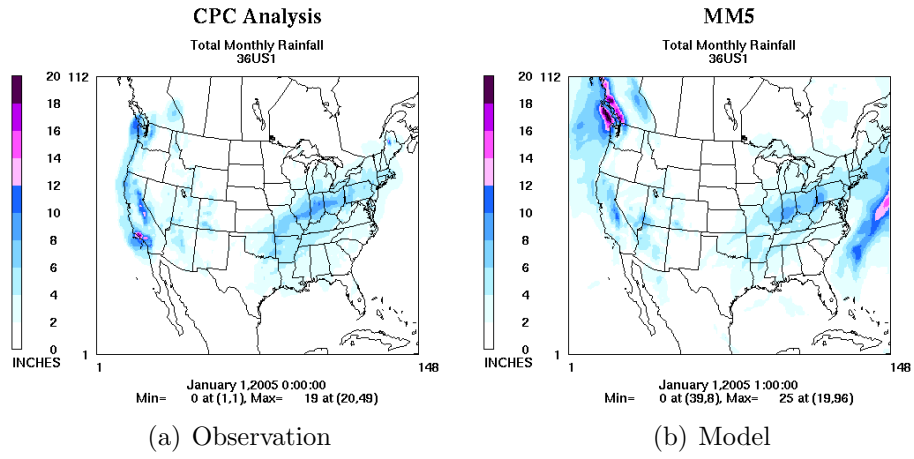 CPC Analysis
Total Monthly Rainfall
36US1
112
20
18
16
14
12
10
8
6
4
2
0
INCHES
1
1
148
January 1,2005 0:00:00
Min= 0 at (1,1), Max= 19 at (20,49)
(a) Observation
MM5
Total Monthly Rainfall
36US1
112
20
18
16
14
12
10
8
6
4
2
0
INCHES
1
1
148
January 1,2005 1:00:00
Min= 0 at (39,8), Max= 25 at (19,96)
(b) Model